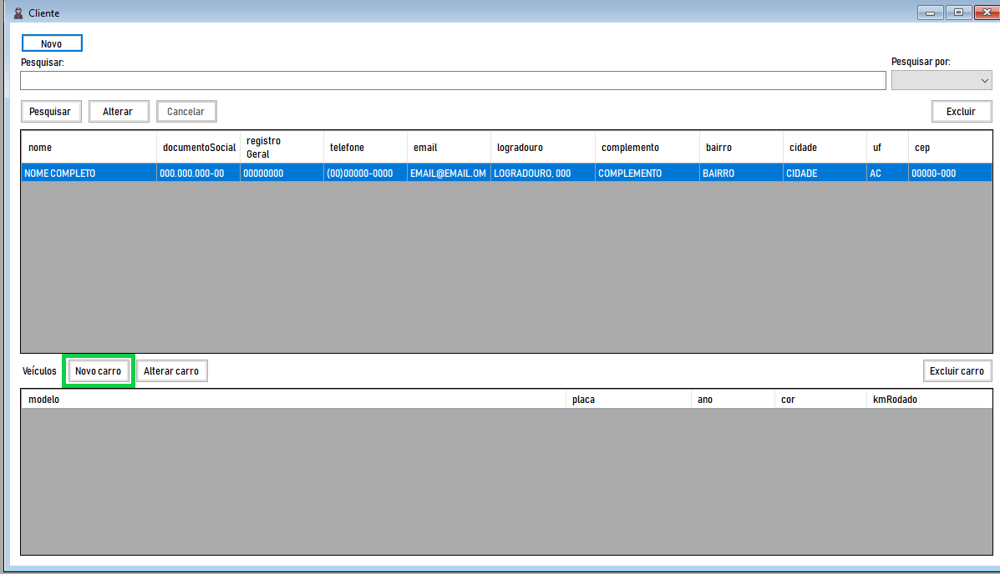 Cliente
Novo
Pesquisar:
Pesquisar por:
Pesquisar Alterar Cancelar Excluir
nome documentoSocial registro Geral telefone email logradouro complemento bairro cidade uf cep
NOME COMPLETO 000.000.000-00 00000000 (00)00000-0000 EMAIL@EMAIL.OM LOGRADOURO, 000 COMPLEMENTO BAIRRO CIDADE AC 00000-000
Veículos Novo carro Alterar carro Excluir carro
modelo placa ano cor kmRodado